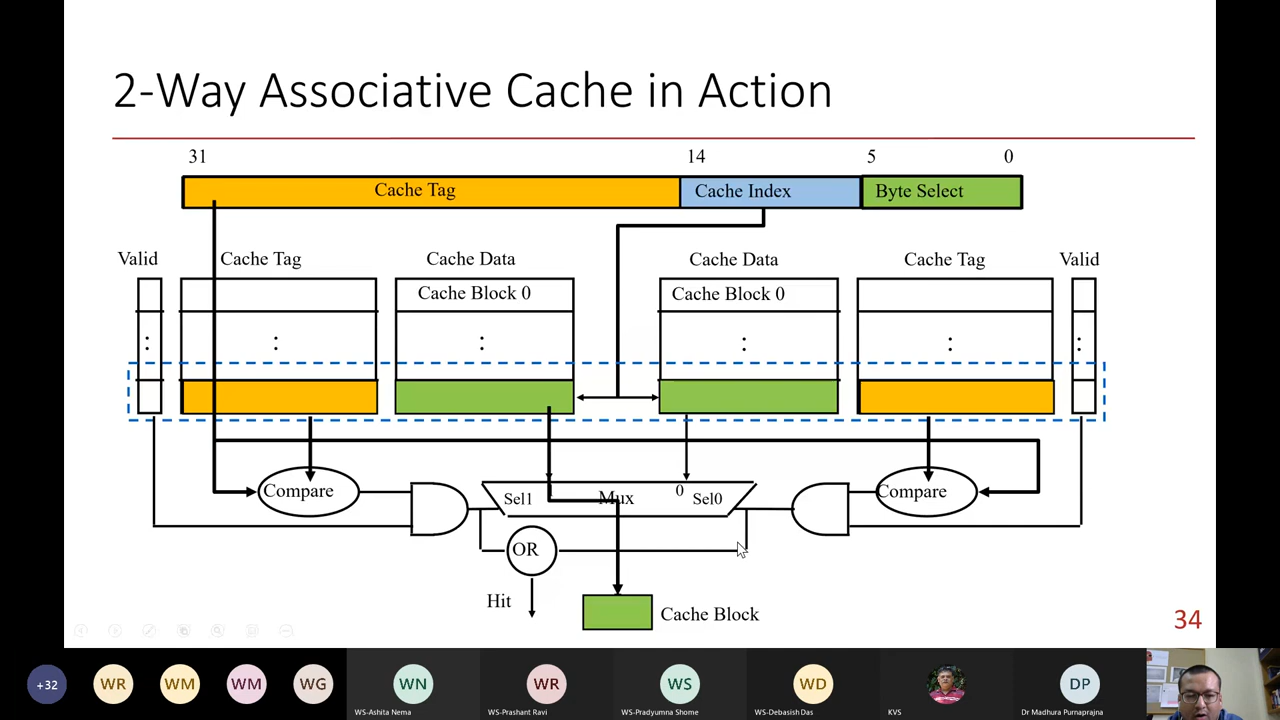 2-Way Associative Cache in Action
31 14 5 0
Cache Tag Cache Index Byte Select
Valid Cache Tag Cache Data Cache Data Cache Tag Valid
Cache Block 0 Cache Block 0
: : : : : :
Compare Sel1 Mux 0 Sel0 Compare
OR
Hit
Cache Block
34
+32 WR WM WM WG WN WR WS WD DP
WS-Ashita Nema WS-Prashant Ravi WS-Pradyumna Shome WS-Debasish Das KVS Dr Madhura Purnaprajna